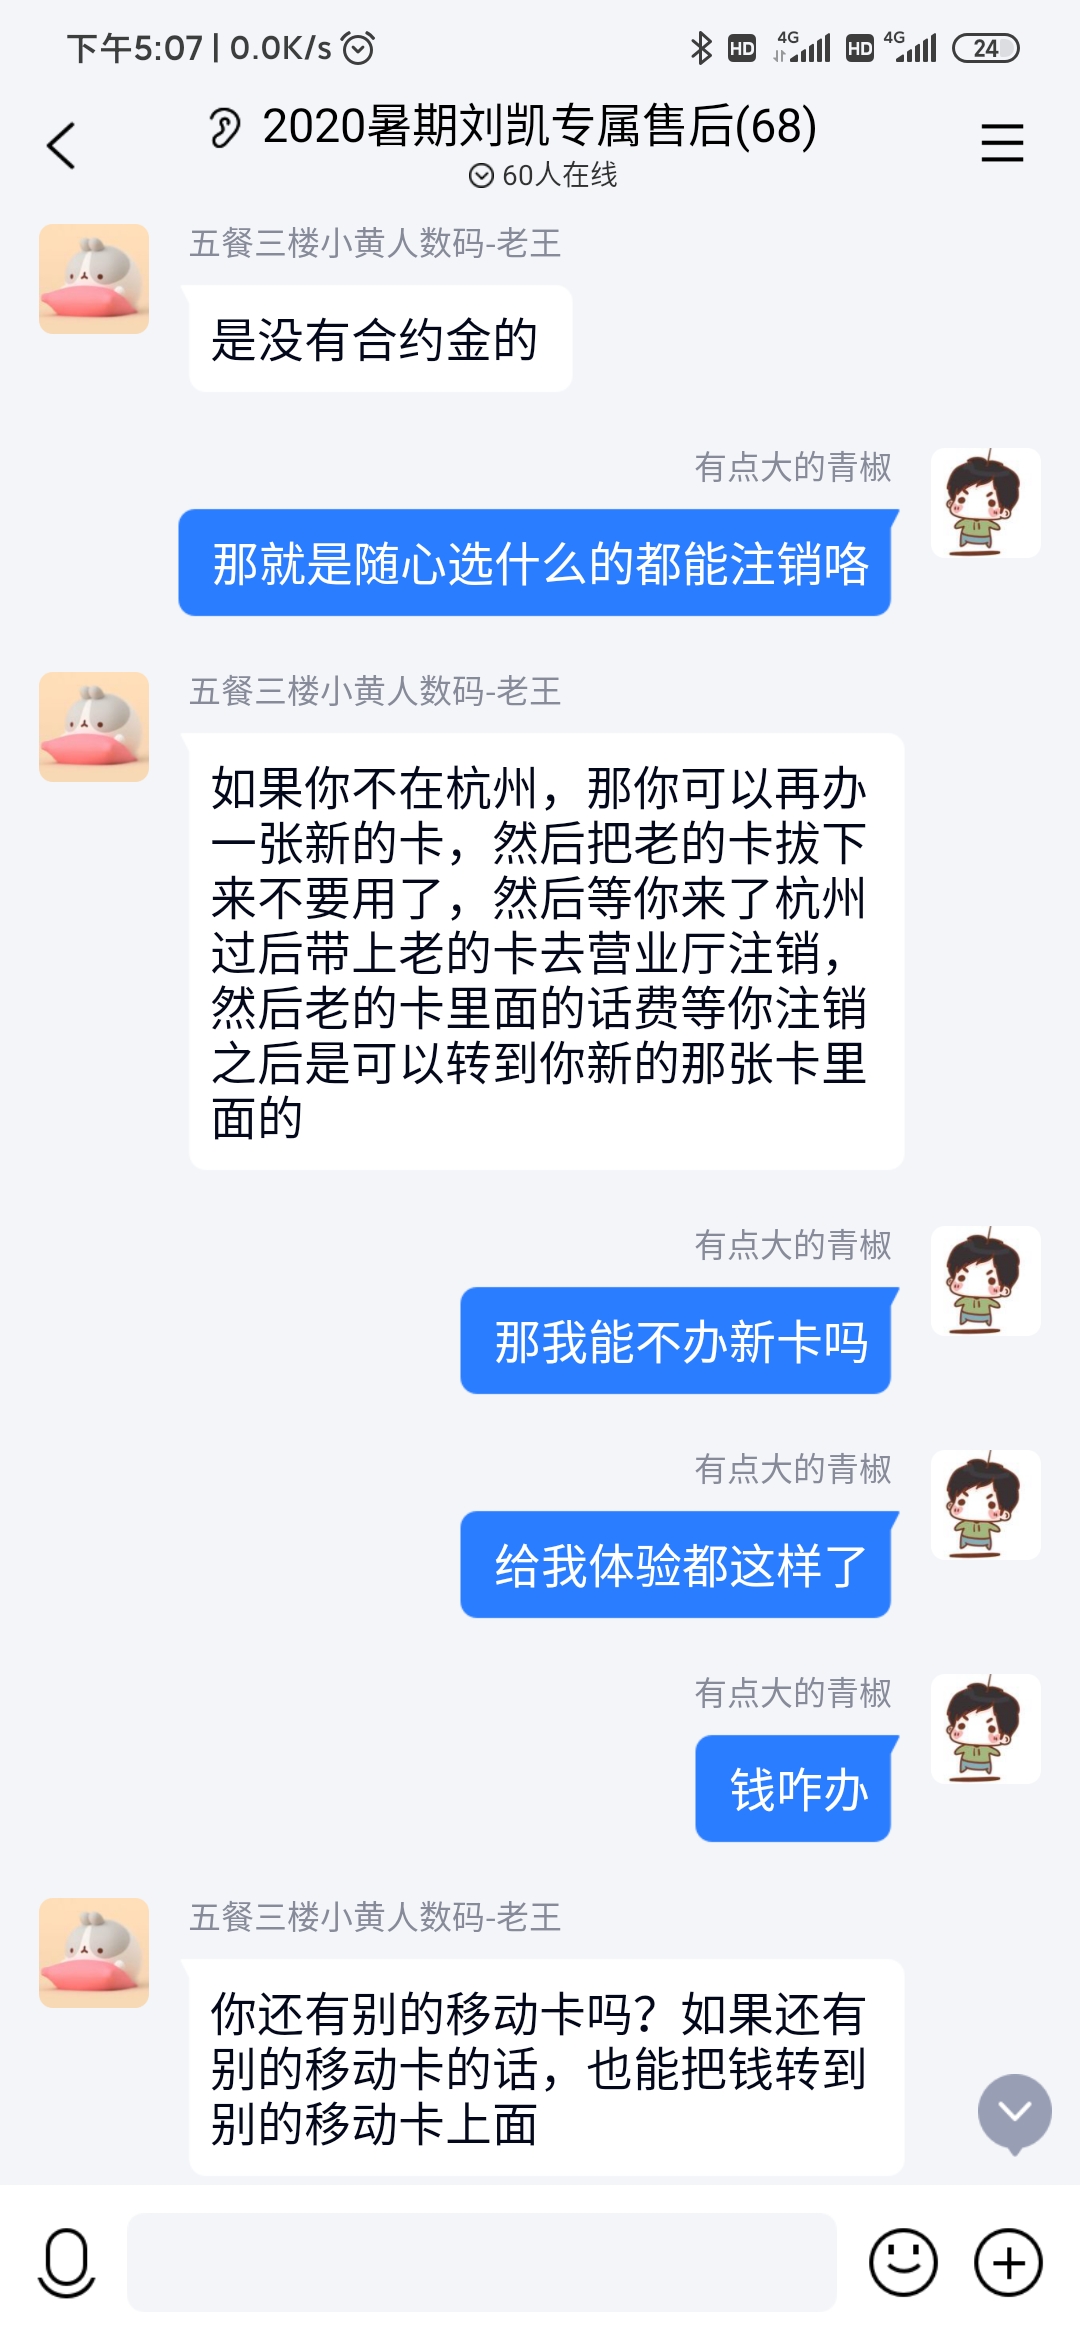 下午5:07 | 0.0K/s
HD 4G HD 4G 24
2020暑期刘凯专属售后(68)
60人在线
五餐三楼小黄人数码-老王
是没有合约金的
有点大的青椒
那就是随心选什么的都能注销咯
五餐三楼小黄人数码-老王
如果你不在杭州，那你可以再办
一张新的卡，然后把老的卡拔下
来不要用了，然后等你来了杭州
过后带上老的卡去营业厅注销，
然后老的卡里面的话费等你注销
之后是可以转到你新的那张卡里
面的
有点大的青椒
那我能不办新卡吗
有点大的青椒
给我体验都这样了
有点大的青椒
钱咋办
五餐三楼小黄人数码-老王
你还有别的移动卡吗？如果还有
别的移动卡的话，也能把钱转到
别的移动卡上面